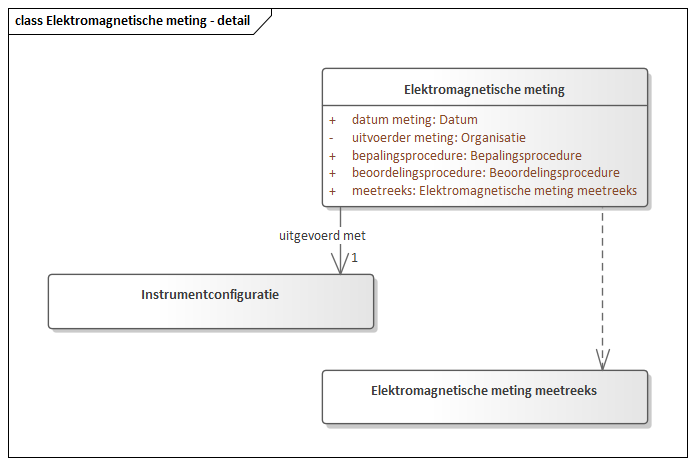 class Elektromagnetische meting - detail
Elektromagnetische meting
+ datum meting: Datum
- uitvoerder meting: Organisatie
+ bepalingsprocedure: Bepalingsprocedure
+ beoordelingsprocedure: Beoordelingsprocedure
+ meetreeks: Elektromagnetische meting meetreeks
uitgevoerd met
1
Instrumentconfiguratie
Elektromagnetische meting meetreeks